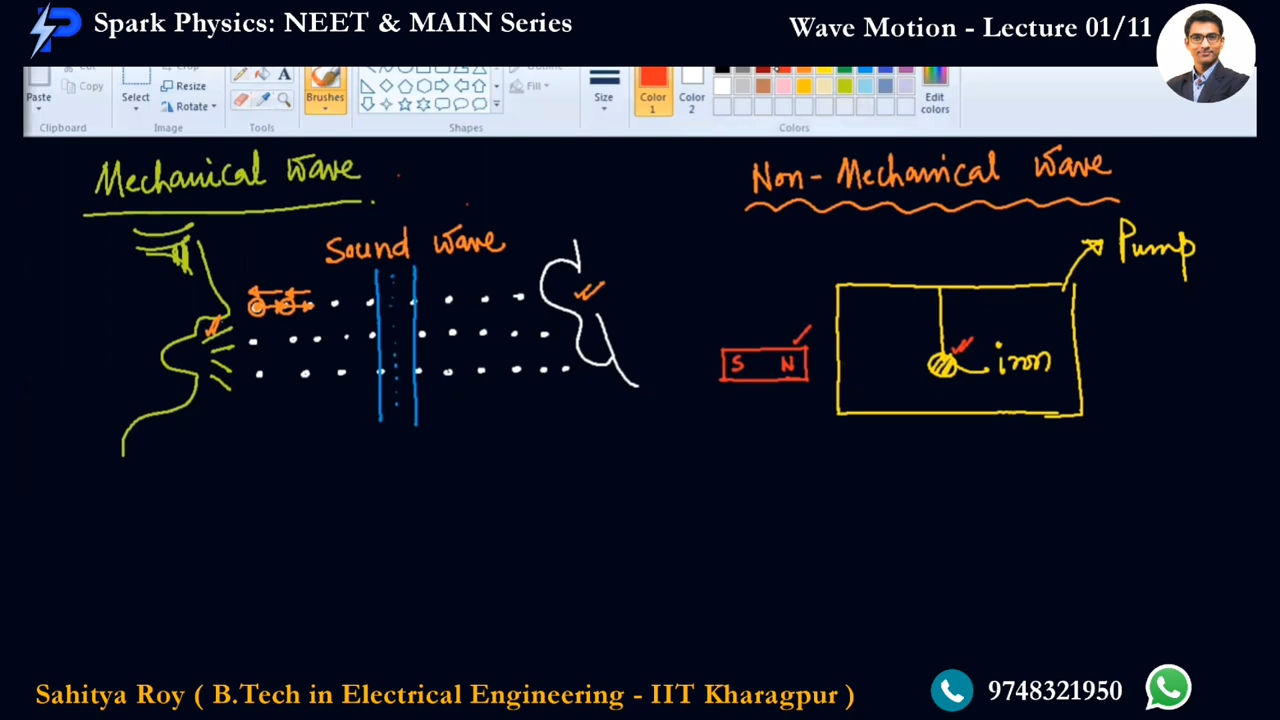 Spark Physics: NEET & MAIN Series
Wave Motion - Lecture 01/11
Paste
Copy
Select
Resize
Rotate
Brushes
Size
Color 1
Color 2
Edit colors
Fill
Clipboard
Image
Tools
Shapes
Colors
Mechanical wave
Non-Mechanical wave
Sound wave
Pump
S N
iron
Sahitya Roy ( B.Tech in Electrical Engineering - IIT Kharagpur )
9748321950